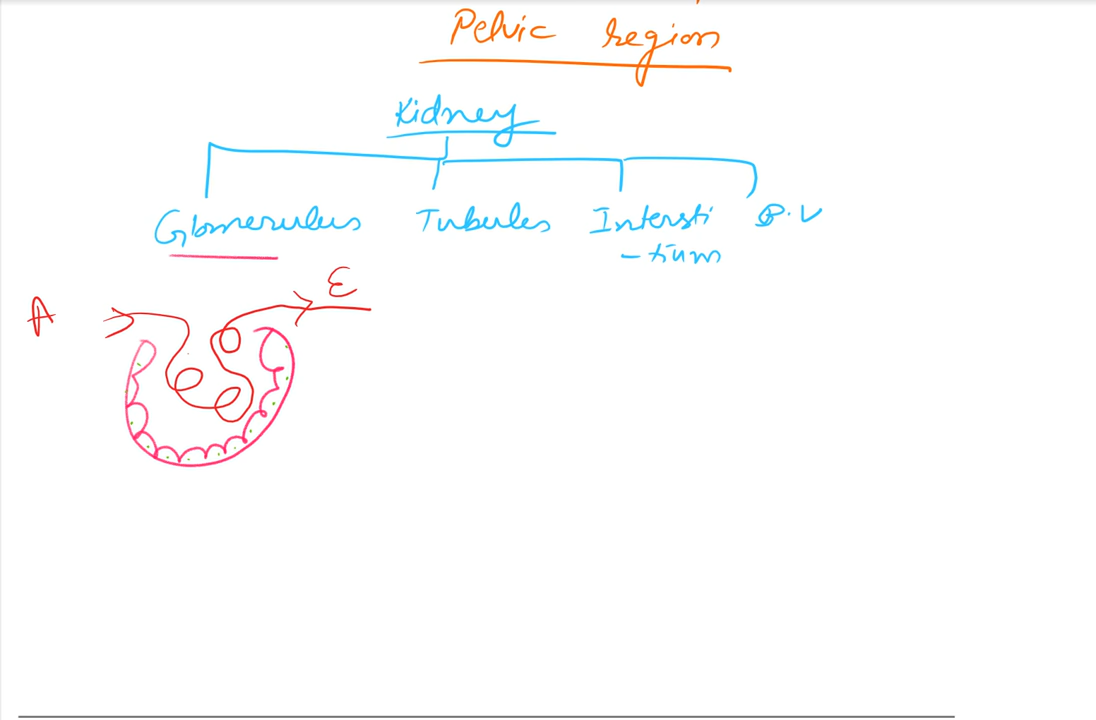 Pelvic region
Kidney
Glomerulus Tubules Intersti B.V
- tium
A E